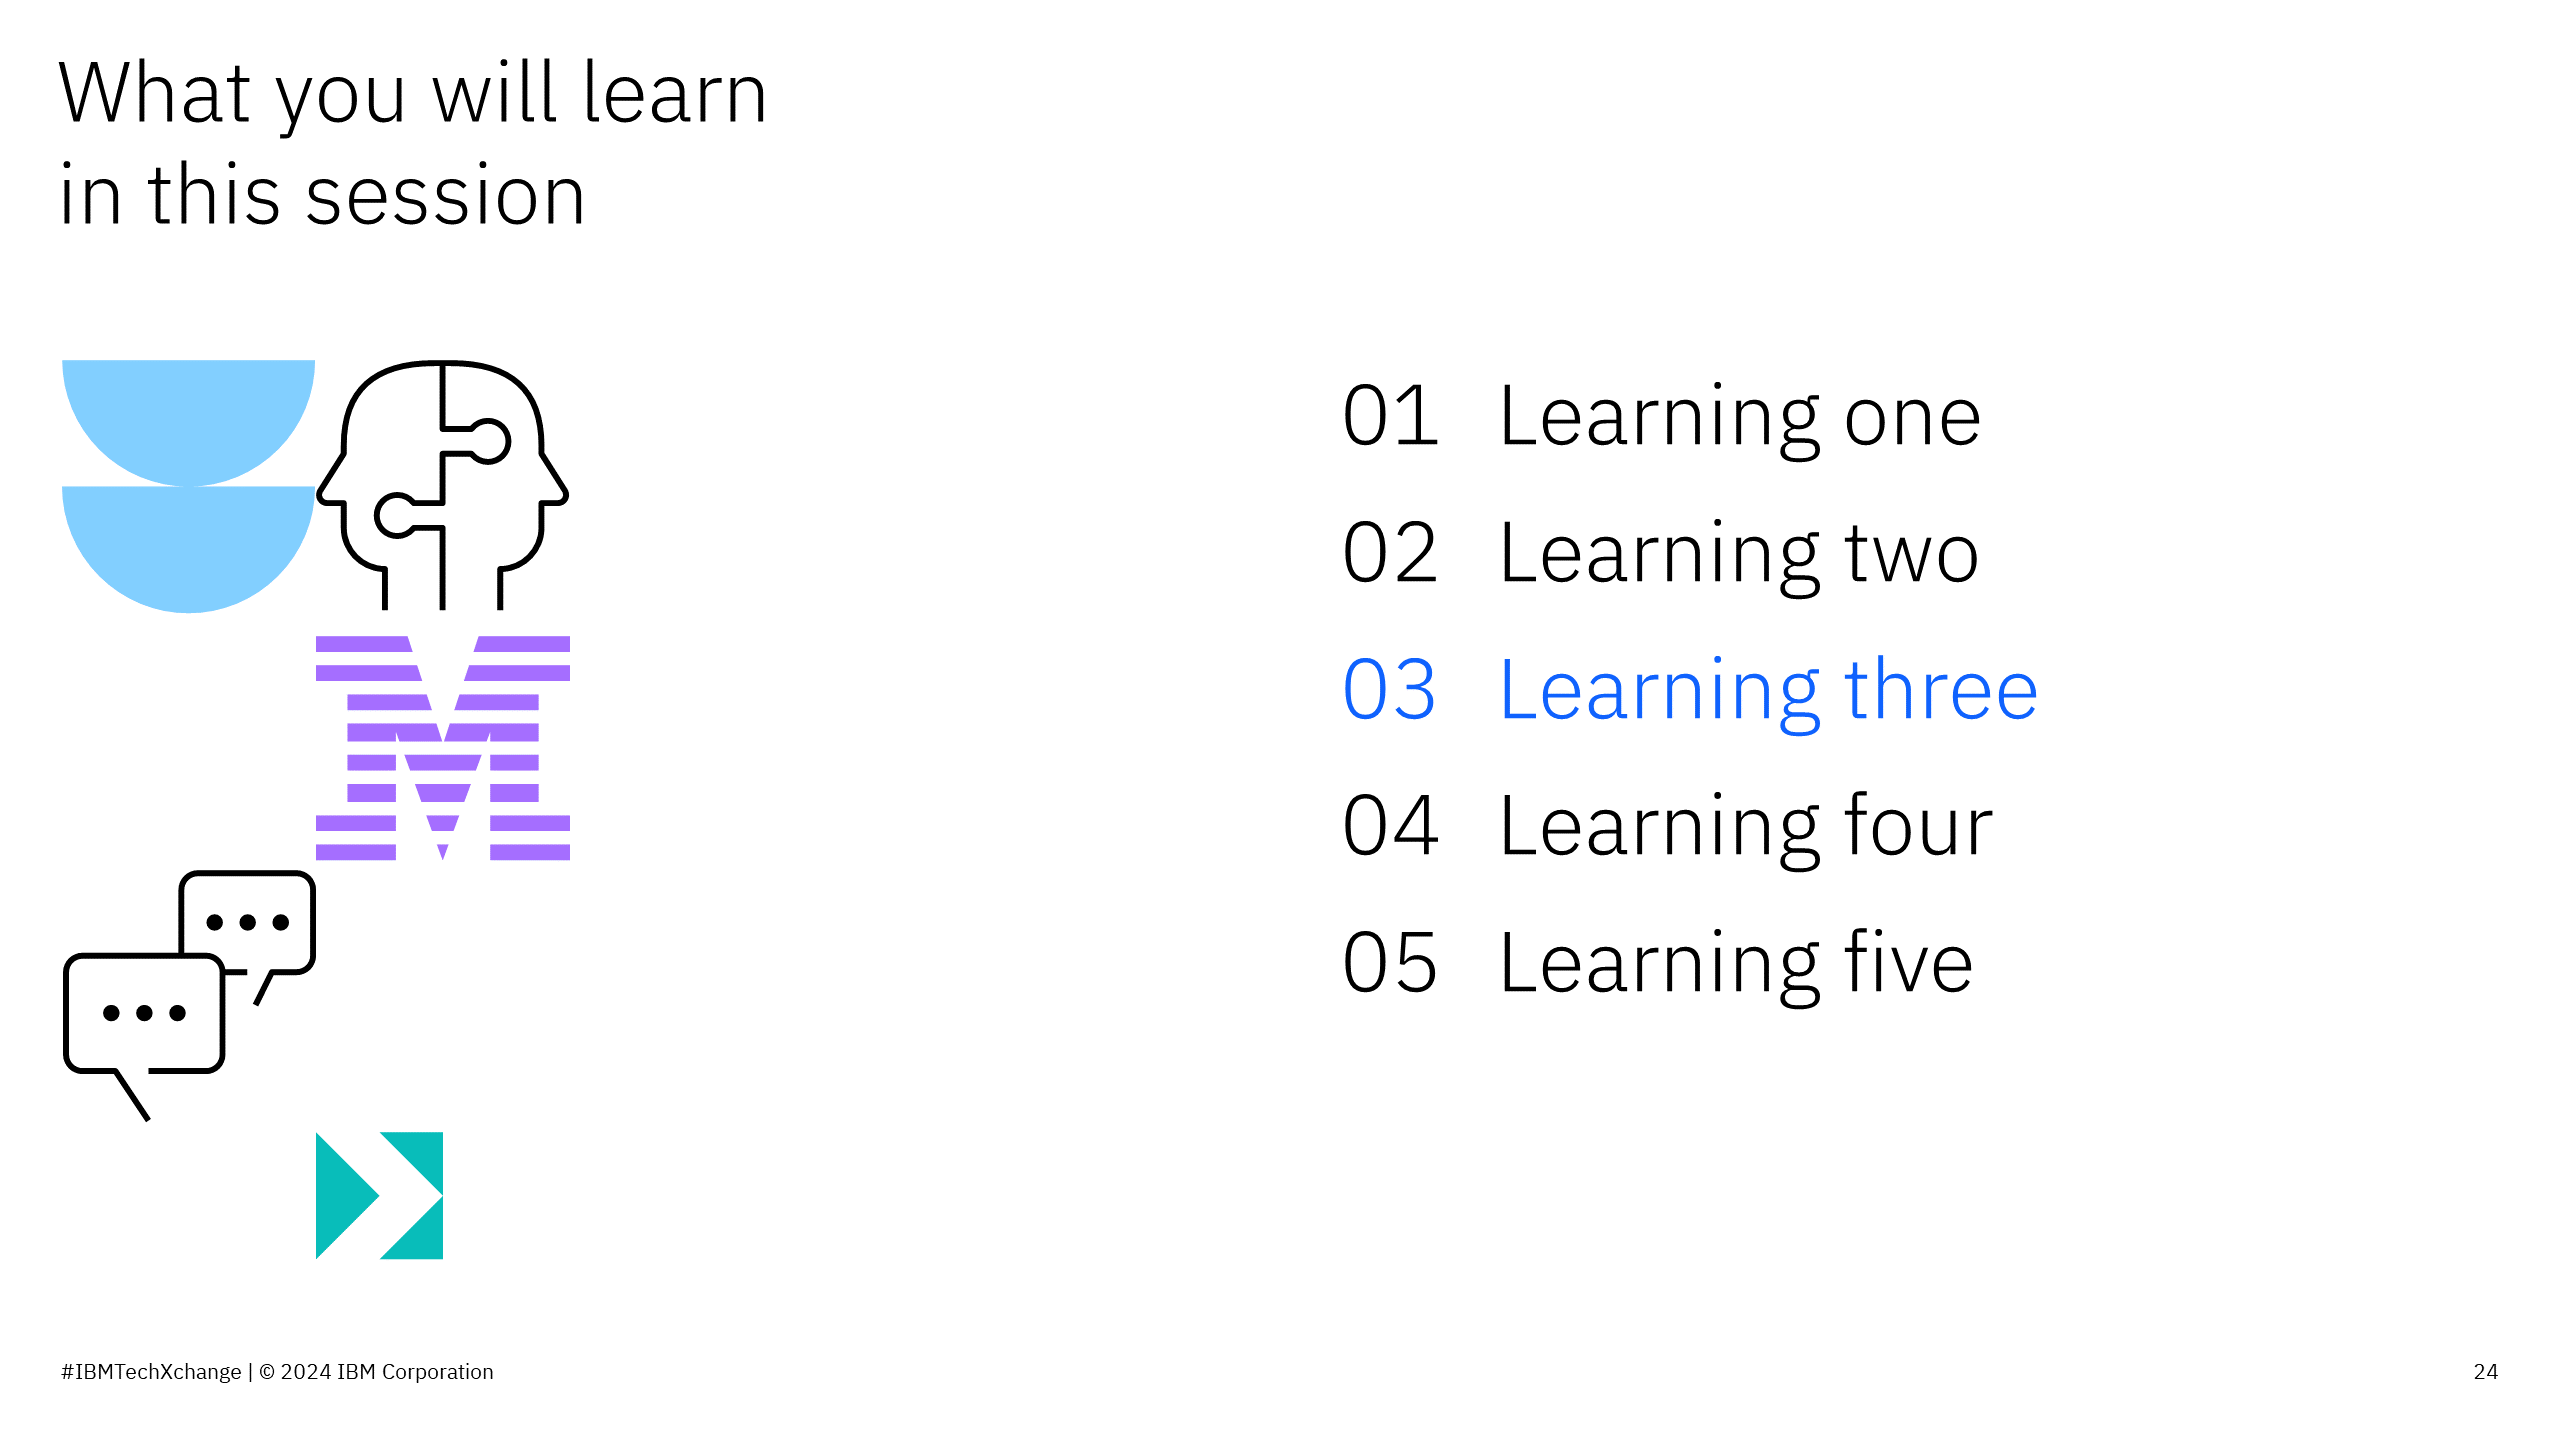 What you will learn
in this session
01 Learning one
02 Learning two
03 Learning three
04 Learning four
05 Learning five
M
#IBMTechXchange | © 2024 IBM Corporation
24